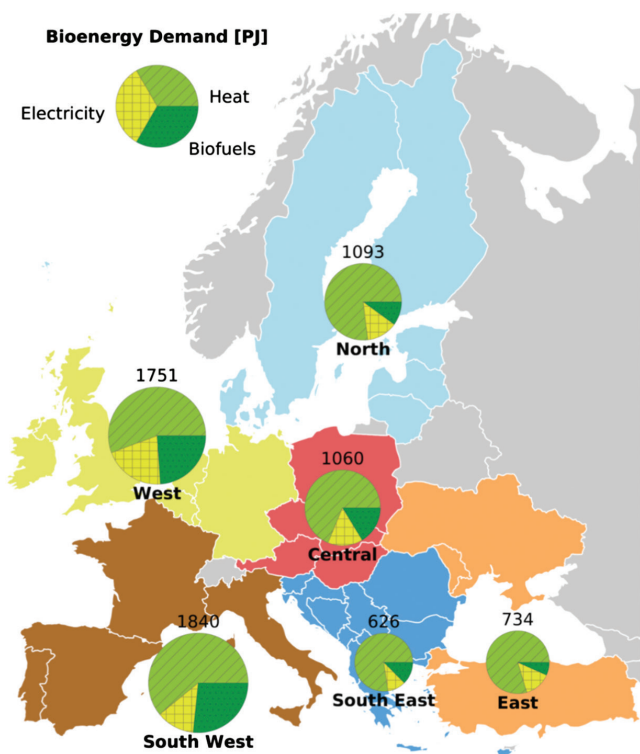 Bioenergy Demand [PJ]
Heat
Electricity
Biofuels
1093
North
1751
West
1060
Central
1840
South West
626
South East
734
East